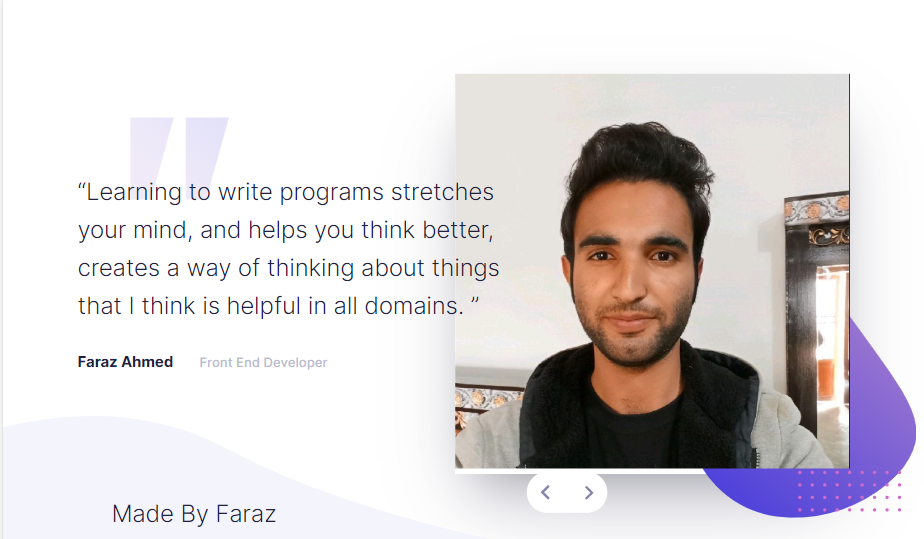 “Learning to write programs stretches
your mind, and helps you think better,
creates a way of thinking about things
that I think is helpful in all domains. ”
Faraz Ahmed Front End Developer
Made By Faraz